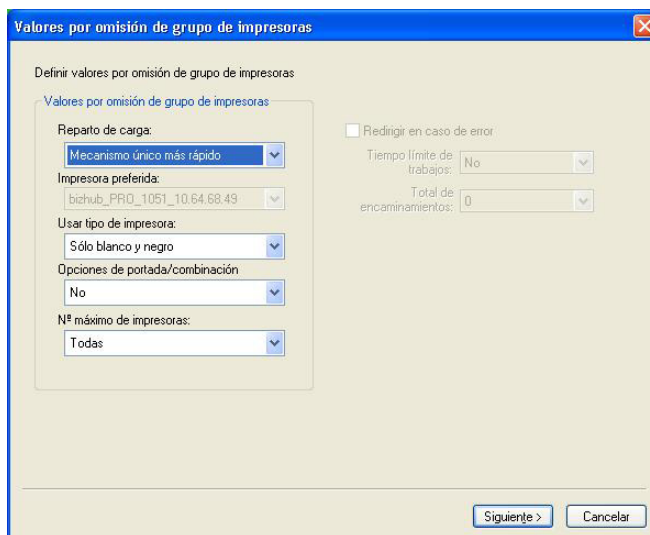 Valores por omisión de grupo de impresoras
Definir valores por omisión de grupo de impresoras
Valores por omisión de grupo de impresoras
Reparto de carga:
Mecanismo único más rápido
Impresora preferida:
bizhub_PRO_1051_10.64.68.49
Usar tipo de impresora:
Sólo blanco y negro
Opciones de portada/combinación
No
Nº máximo de impresoras:
Todas
Redirigir en caso de error
Tiempo límite de
trabajos: No
Total de
encaminamientos: 0
Siguiente >
Cancelar